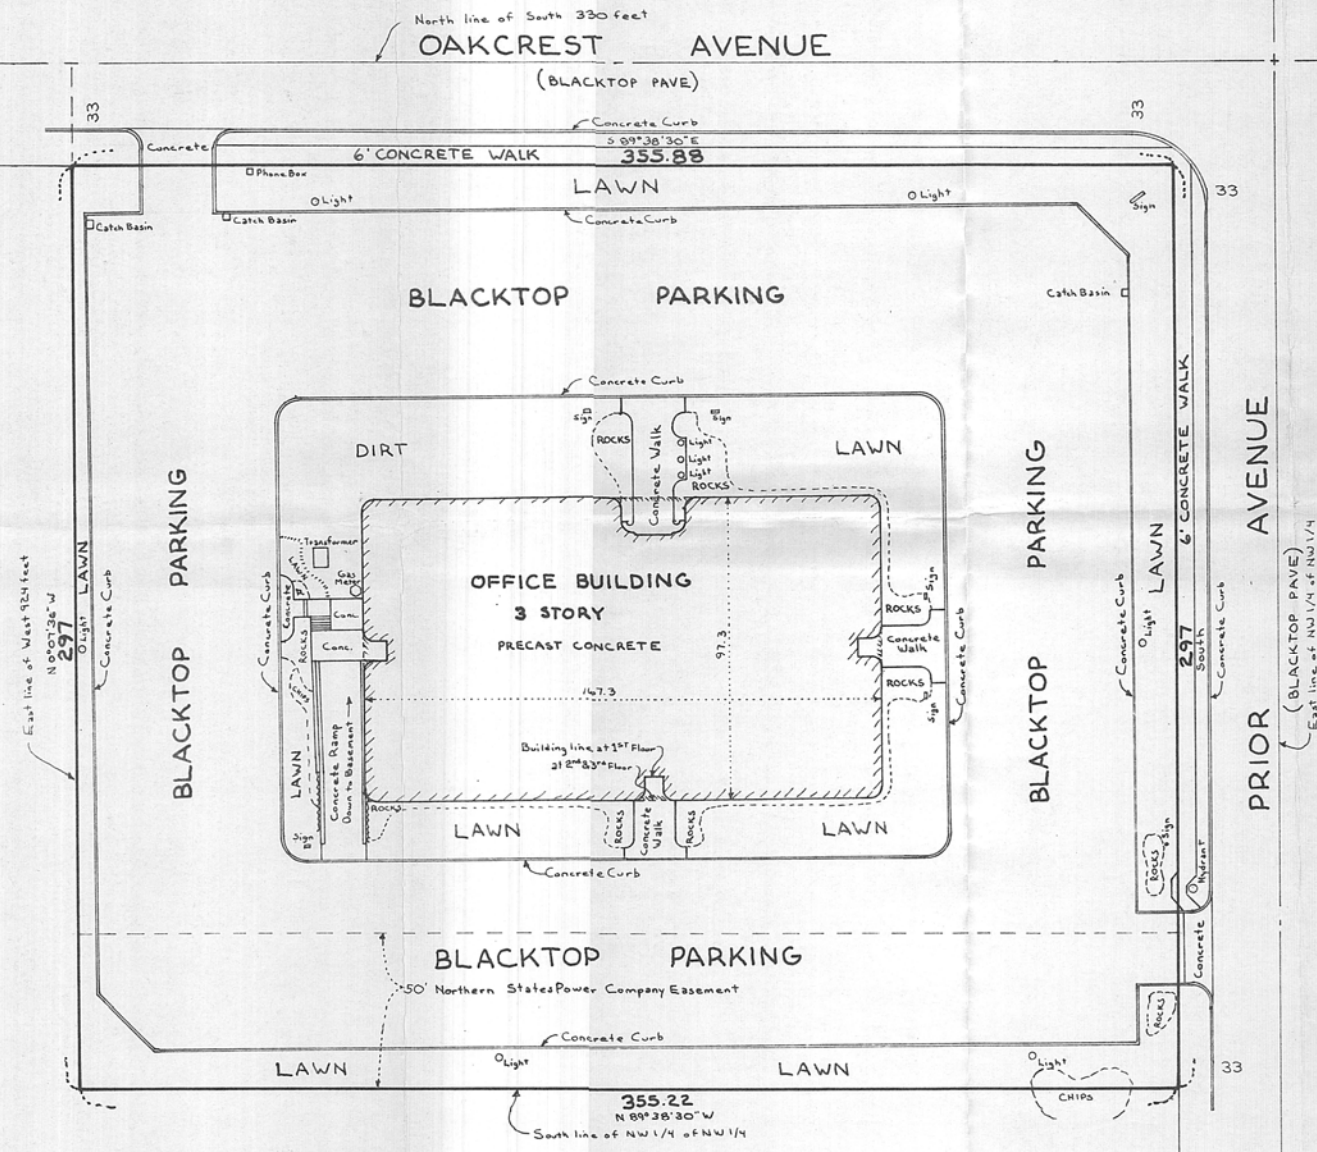 North line of South 330 feet
OAKCREST AVENUE
(BLACKTOP PAVE)
33
33
Concrete Curb
S 89°38'30"E
355.88
6' CONCRETE WALK
Concrete
Phone Box
LAWN
33
Light
Light
Sign
Catch Basin
Catch Basin
Concrete Curb
BLACKTOP PARKING
Catch Basin
Concrete Curb
Sign
Sign
ROCKS
Concrete Walk
Light
Light
Light
ROCKS
DIRT
LAWN
BLACKTOP PARKING
BLACKTOP PARKING
6' CONCRETE WALK
PRIOR AVENUE
(BLACKTOP PAVE)
East line of NW 1/4 of NW 1/4
East line of West 924 feet
N 0°07'36" W
297
LAWN
Light
Concrete Curb
Concrete Curb
Transformer
LAWN
Gas
Meter
Concrete
Conc.
Conc.
ROCKS
CHIPS
LAWN
Concrete Ramp
Down to Basement
Sign
OFFICE BUILDING
3 STORY
PRECAST CONCRETE
97.3
167.3
Building line at 1ST Floor
at 2nd & 3rd Floor
Sign
ROCKS
Concrete
Walk
ROCKS
Sign
Concrete Curb
Concrete Curb
Light
LAWN
297
South
Concrete Curb
ROCKS
LAWN
ROCKS
Concrete
Walk
ROCKS
LAWN
Concrete Curb
ROCKS
Sign
Hydrant
Concrete
BLACKTOP PARKING
50' Northern States Power Company Easement
ROCKS
Concrete Curb
LAWN
Light
LAWN
Light
33
CHIPS
355.22
N 89°38'30" W
South line of NW 1/4 of NW 1/4